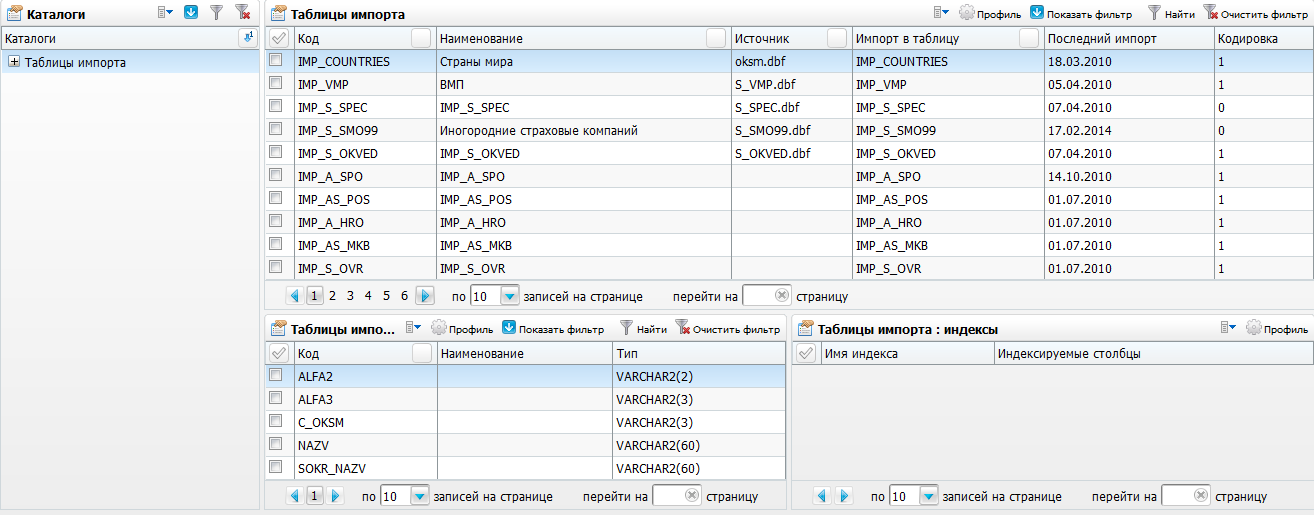 Каталоги
Каталоги
Таблицы импорта
Таблицы импорта Профиль Показать фильтр Найти Очистить фильтр
Код Наименование Источник Импорт в таблицу Последний импорт Кодировка
IMP_COUNTRIES Страны мира oksm.dbf IMP_COUNTRIES 18.03.2010 1
IMP_VMP ВМП S_VMP.dbf IMP_VMP 05.04.2010 1
IMP_S_SPEC IMP_S_SPEC S_SPEC.dbf IMP_S_SPEC 07.04.2010 0
IMP_S_SMO99 Иногородние страховые компаний S_SMO99.dbf IMP_S_SMO99 17.02.2014 0
IMP_S_OKVED IMP_S_OKVED S_OKVED.dbf IMP_S_OKVED 07.04.2010 1
IMP_A_SPO IMP_A_SPO IMP_A_SPO 14.10.2010 1
IMP_AS_POS IMP_AS_POS IMP_AS_POS 01.07.2010 1
IMP_A_HRO IMP_A_HRO IMP_A_HRO 01.07.2010 1
IMP_AS_MKB IMP_AS_MKB IMP_AS_MKB 01.07.2010 1
IMP_S_OVR IMP_S_OVR IMP_S_OVR 01.07.2010 1
1 2 3 4 5 6 по 10 записей на странице перейти на страницу
Таблицы импо... Профиль Показать фильтр Найти Очистить фильтр
Код Наименование Тип
ALFA2 VARCHAR2(2)
ALFA3 VARCHAR2(3)
C_OKSM VARCHAR2(3)
NAZV VARCHAR2(60)
SOKR_NAZV VARCHAR2(60)
1 по 10 записей на странице перейти на страницу
Таблицы импорта : индексы Профиль
Имя индекса Индексируемые столбцы
по 10 записей на странице перейти на страницу